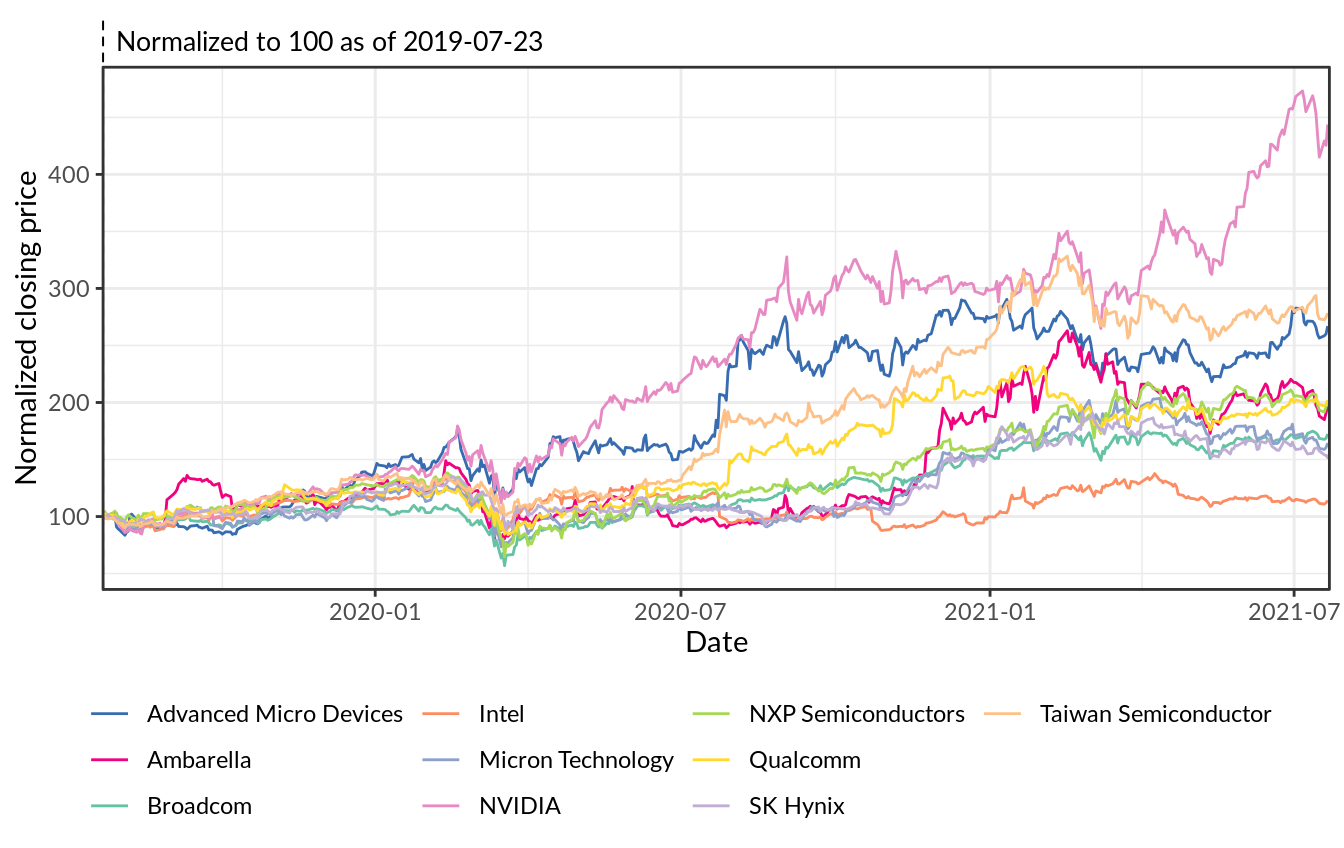 Normalized to 100 as of 2019-07-23
Normalized closing price
400
300
200
100
2020-01 2020-07 2021-01 2021-07
Date
Advanced Micro Devices Intel NXP Semiconductors Taiwan Semiconductor
Ambarella Micron Technology Qualcomm
Broadcom NVIDIA SK Hynix